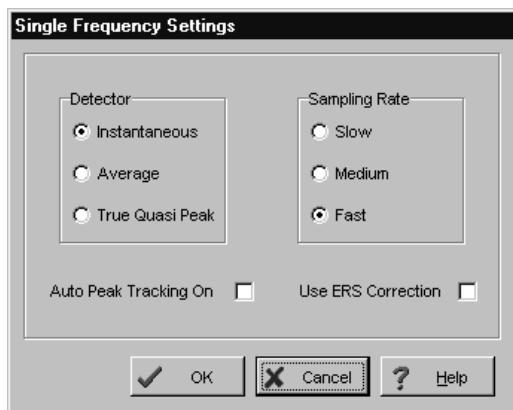 Single Frequency Settings
Detector
Instantaneous
Average
True Quasi Peak
Sampling Rate
Slow
Medium
Fast
Auto Peak Tracking On
Use ERS Correction
OK
Cancel
? Help